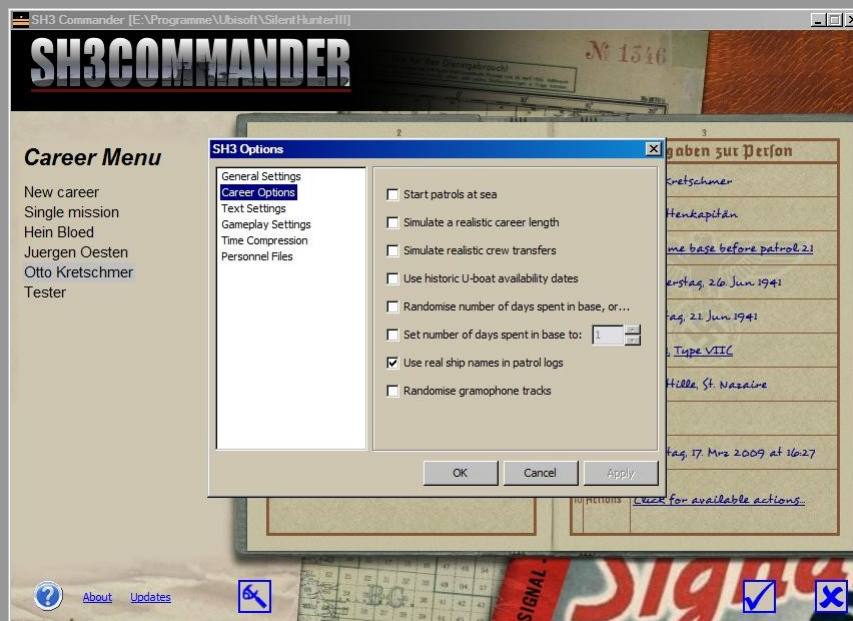 SH3 Commander [E:\Programme\Ubisoft\SilentHunterIII]
SH3COMMANDER
Nº 1346
Career Menu
New career
Single mission
Hein Bloed
Juergen Oesten
Otto Kretschmer
Tester
2
3
SH3 Options
General Settings
Career Options
Text Settings
Gameplay Settings
Time Compression
Personnel Files
Start patrols at sea
Simulate a realistic career length
Simulate realistic crew transfers
Use historic U-boat availability dates
Randomise number of days spent in base, or...
Set number of days spent in base to: 1
Use real ship names in patrol logs
Randomise gramophone tracks
OK Cancel Apply
gaben zur Person
Kretschmer
ttenkapitän
me base before patrol 21
erstag, 26. Jun 1941
tag, 21. Jun 1941
, Type VIIC
tille, St. Nazaire
tag, 17. Mrz 2009 at 16:27
10 Actions Click for available actions...
About Updates
SIGNAL
Signa